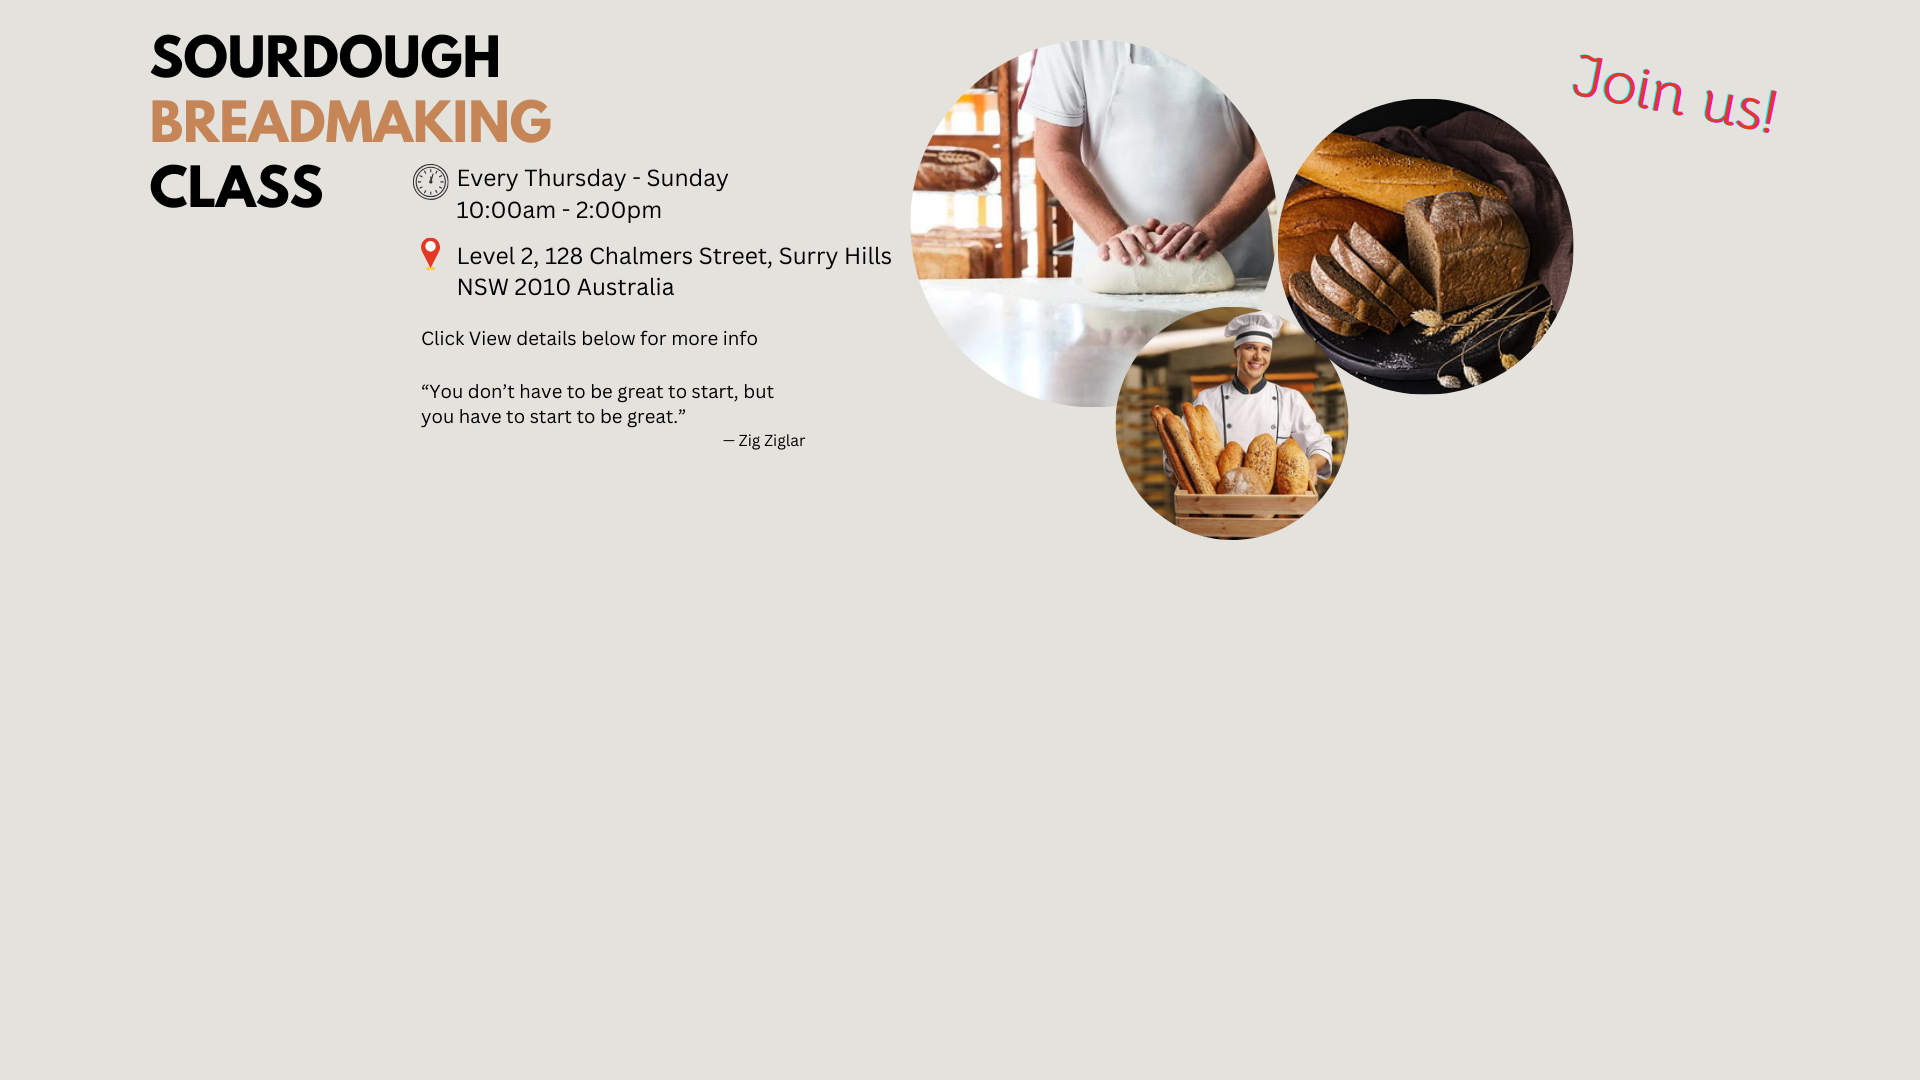 SOURDOUGH
BREADMAKING
CLASS
Every Thursday - Sunday
10:00am - 2:00pm
Level 2, 128 Chalmers Street, Surry Hills
NSW 2010 Australia
Click View details below for more info
“You don’t have to be great to start, but
you have to start to be great.”
— Zig Ziglar
Join us!